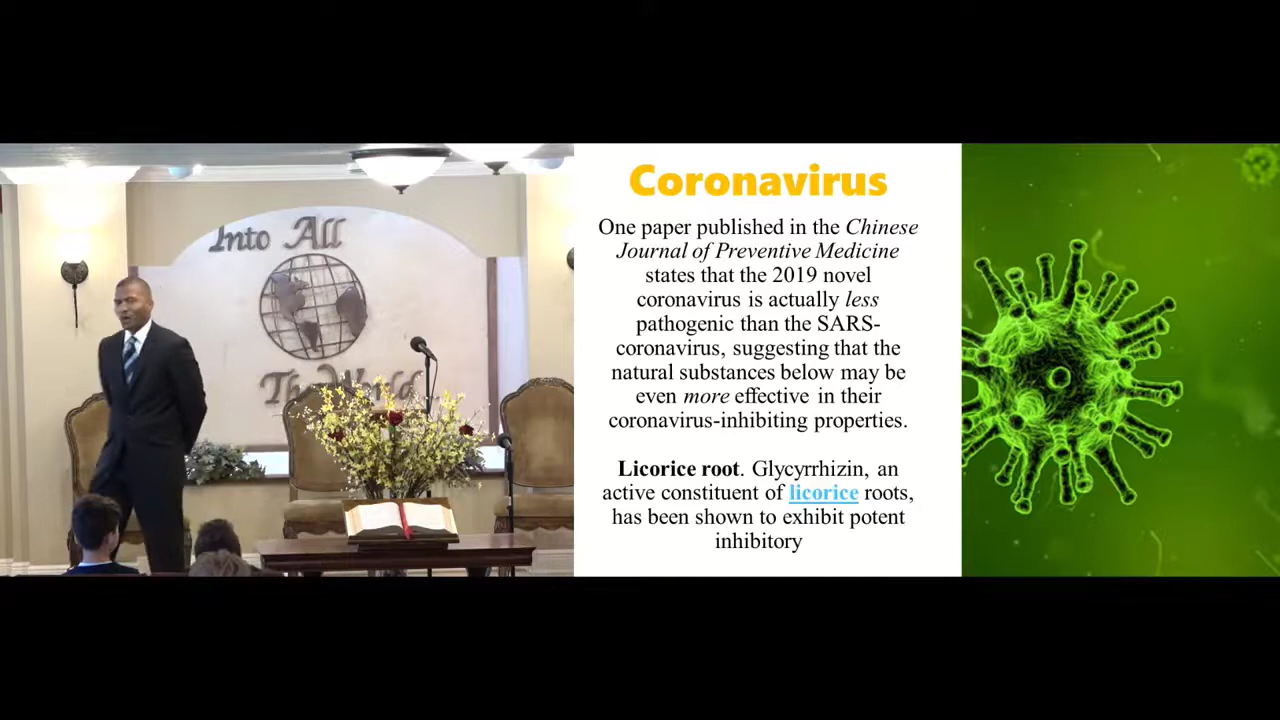 Into All
The World
Coronavirus
One paper published in the Chinese
Journal of Preventive Medicine
states that the 2019 novel
coronavirus is actually less
pathogenic than the SARS-
coronavirus, suggesting that the
natural substances below may be
even more effective in their
coronavirus-inhibiting properties.
Licorice root. Glycyrrhizin, an
active constituent of licorice roots,
has been shown to exhibit potent
inhibitory